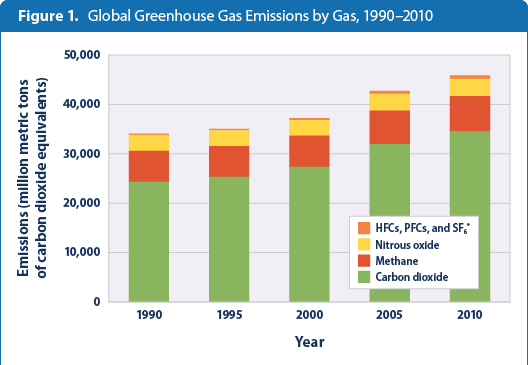 Figure 1. Global Greenhouse Gas Emissions by Gas, 1990–2010
Emissions (million metric tons
of carbon dioxide equivalents)
50,000
40,000
30,000
20,000
10,000
0
HFCs, PFCs, and SF6*
Nitrous oxide
Methane
Carbon dioxide
1990 1995 2000 2005 2010
Year